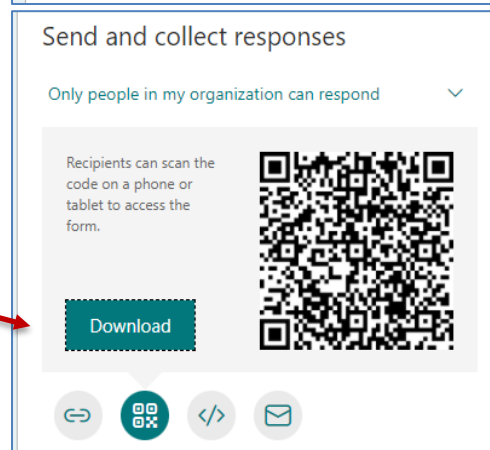 Send and collect responses
Only people in my organization can respond
Recipients can scan the
code on a phone or
tablet to access the
form.
Download